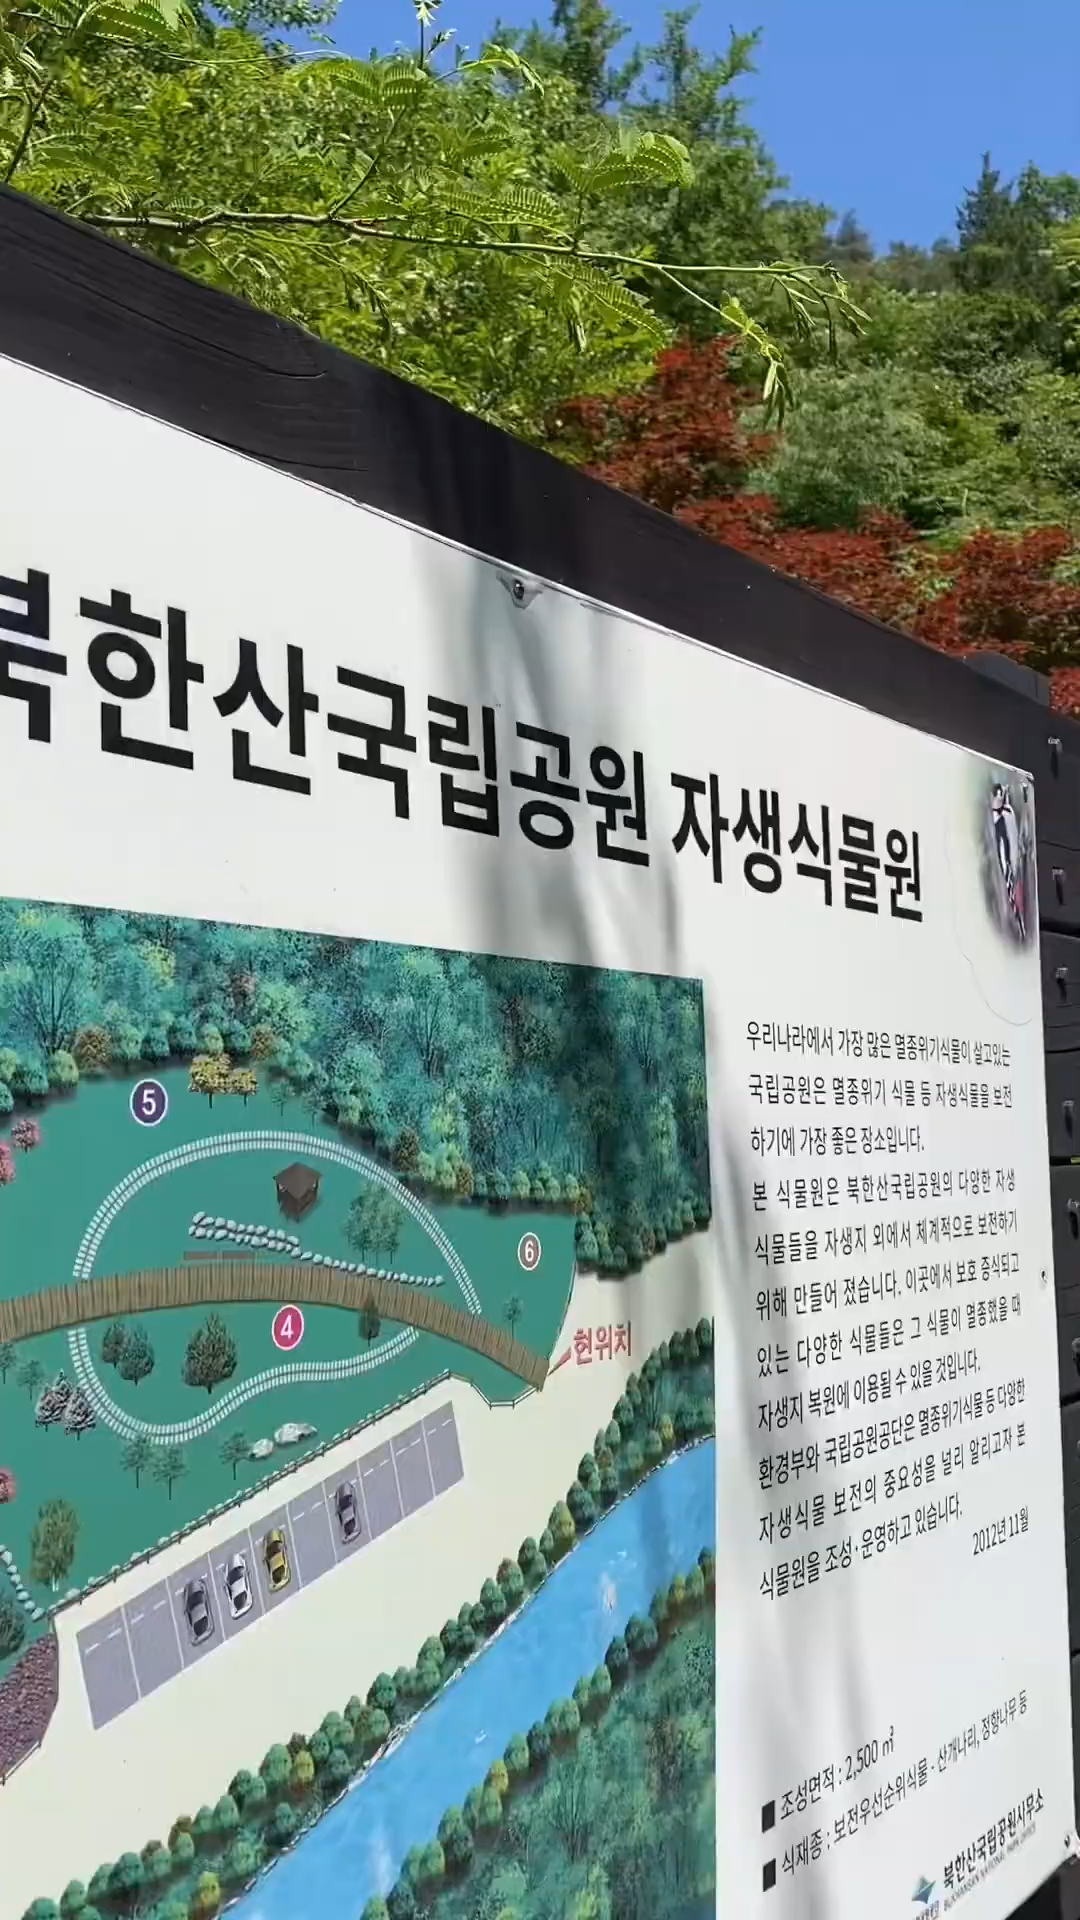 북한산국립공원 자생식물원
5
6
4
현위치
우리나라에서 가장 많은 멸종위기식물이 살고있는
국립공원은 멸종위기 식물 등 자생식물을 보전
하기에 가장 좋은 장소입니다.
본 식물원은 북한산국립공원의 다양한 자생
식물들을 자생지 외에서 체계적으로 보전하기
위해 만들어 졌습니다. 이곳에서 보호 증식되고
있는 다양한 식물들은 그 식물이 멸종했을 때
자생지 복원에 이용될 수 있을 것입니다.
환경부와 국립공원공단은 멸종위기식물 등 다양한
자생식물 보전의 중요성을 널리 알리고자 본
식물원을 조성·운영하고 있습니다.
2012년 11월
■ 조성면적 : 2,500㎡
■ 식재종 : 보전우선순위식물 - 산개나리, 정향나무 등
북한산국립공원사무소
BUKHANSAN NATIONAL PARK OFFICE